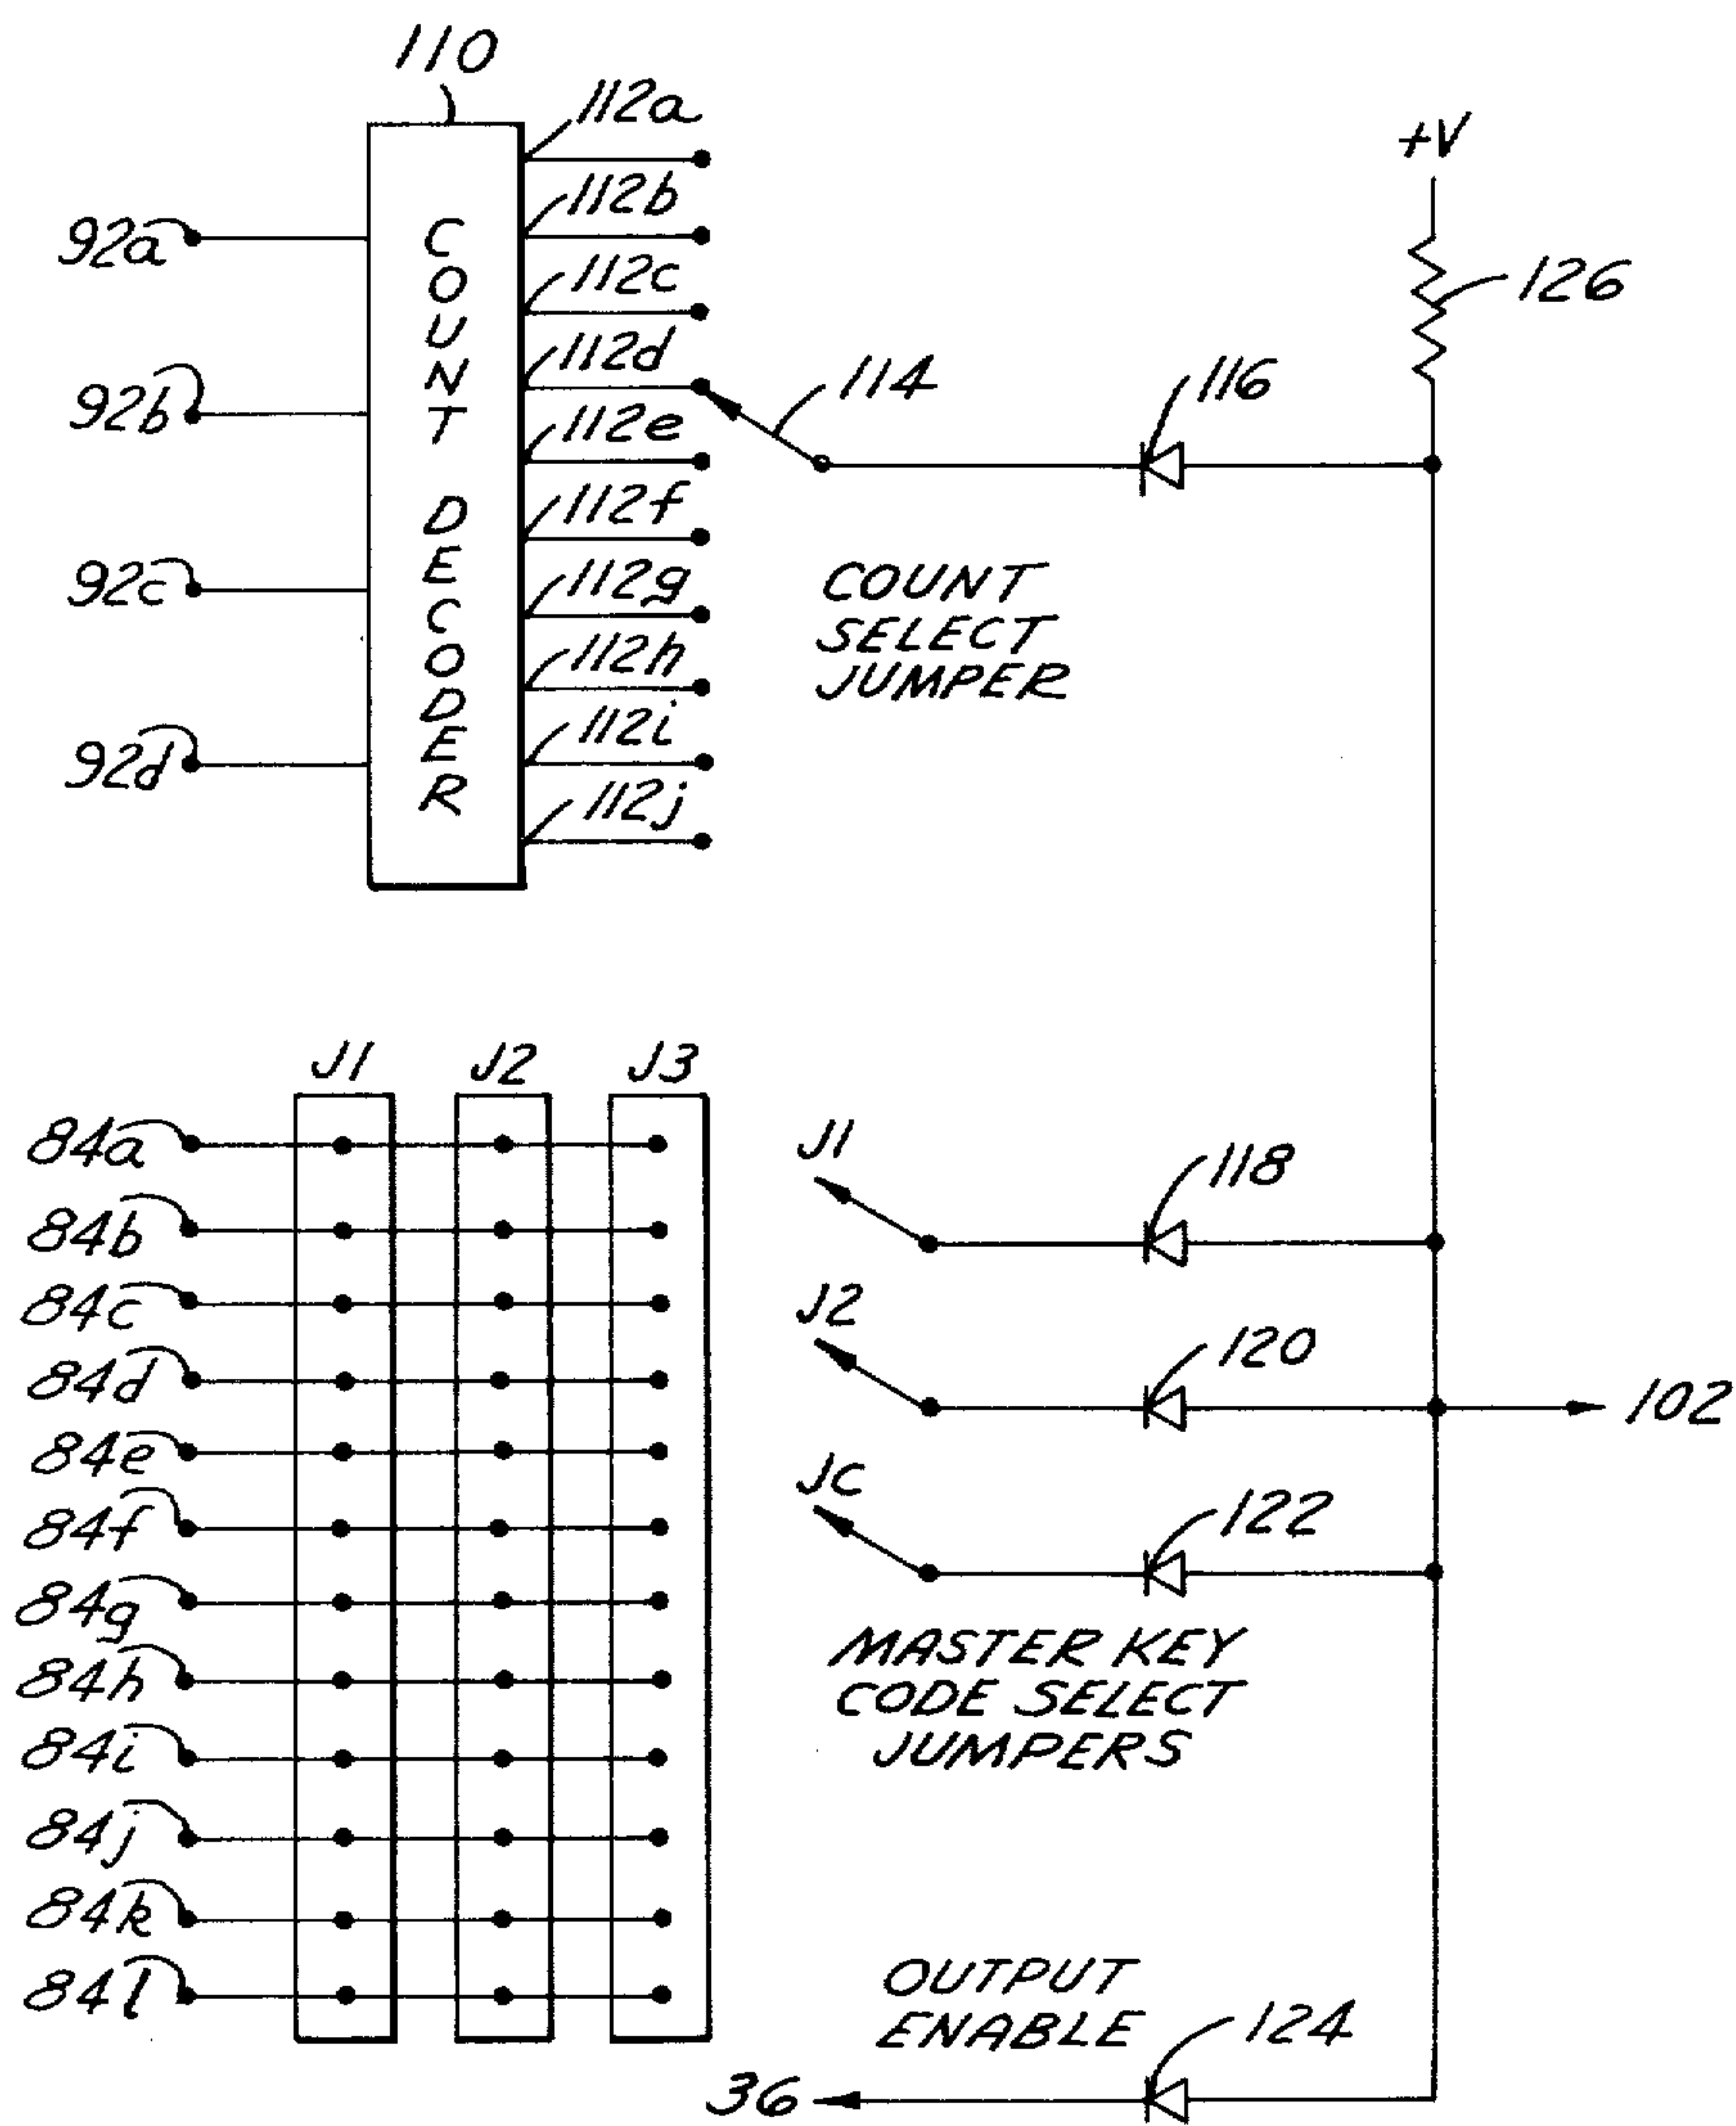 110
112a
112b
112c
112d
112e
112f
112g
112h
112i
112j
92a
92b
92c
92d
COUNT DECODER
114
116
+V
126
COUNT
SELECT
JUMPER
J1
J2
J3
84a
84b
84c
84d
84e
84f
84g
84h
84i
84j
84k
84l
J1
118
J2
120
102
JC
122
MASTER KEY
CODE SELECT
JUMPERS
OUTPUT
ENABLE
124
36